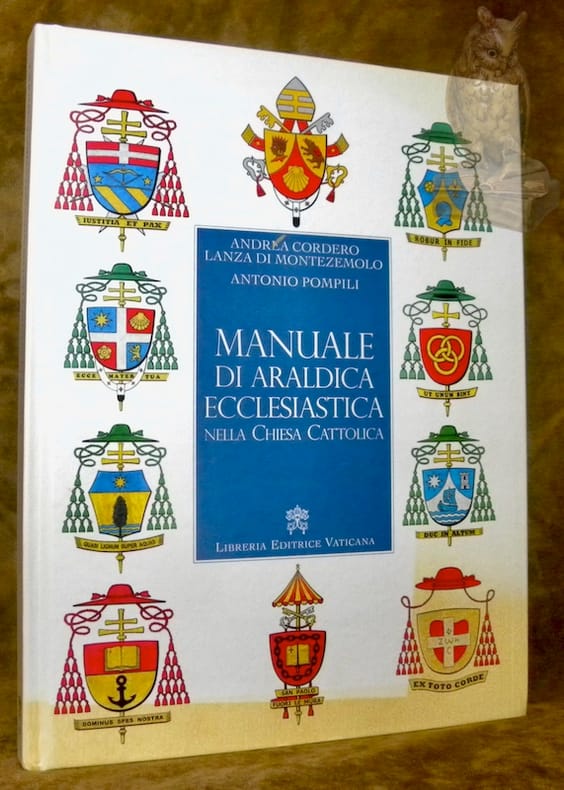 IUSTITIA ET PAX
ROBUR IN FIDE
ANDREA CORDERO
LANZA DI MONTEZEMOLO
ANTONIO POMPILI
MANUALE
DI ARALDICA
ECCLESIASTICA
NELLA CHIESA CATTOLICA
ECCE MATER TUA
UT UNUM SINT
QUASI LIGNUM SUPER AQUAS
DUC IN ALTUM
LIBRERIA EDITRICE VATICANA
DOMINUS SPES NOSTRA
SAN PAOLO
FUORI LE MURA
EX TOTO CORDE